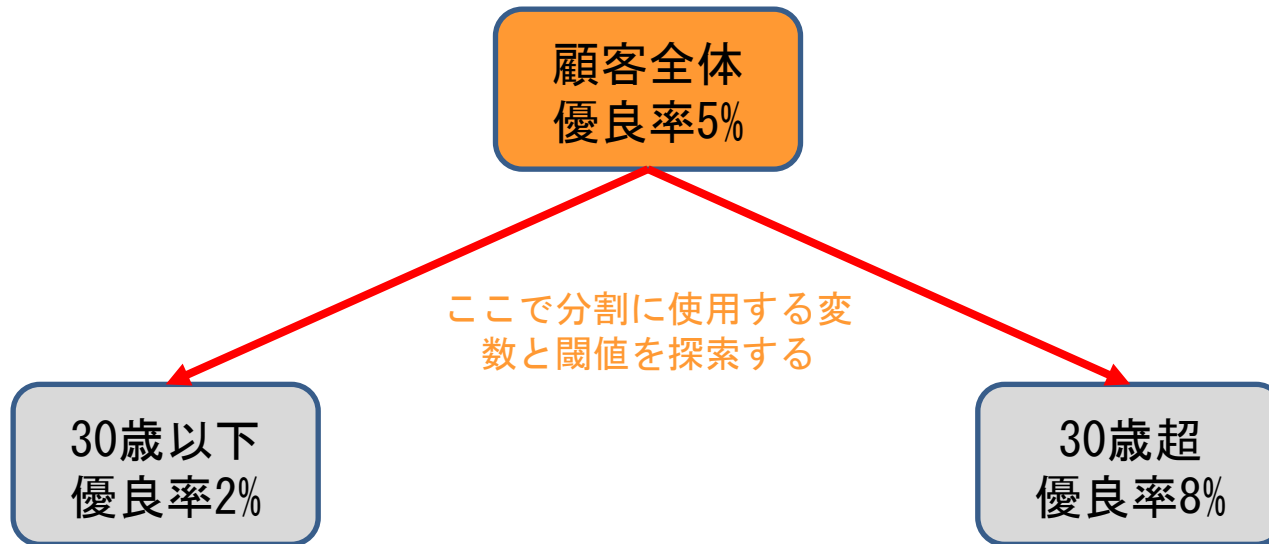 顧客全体
優良率5%
ここで分割に使用する変
数と閾値を探索する
30歳以下
優良率2%
30歳超
優良率8%